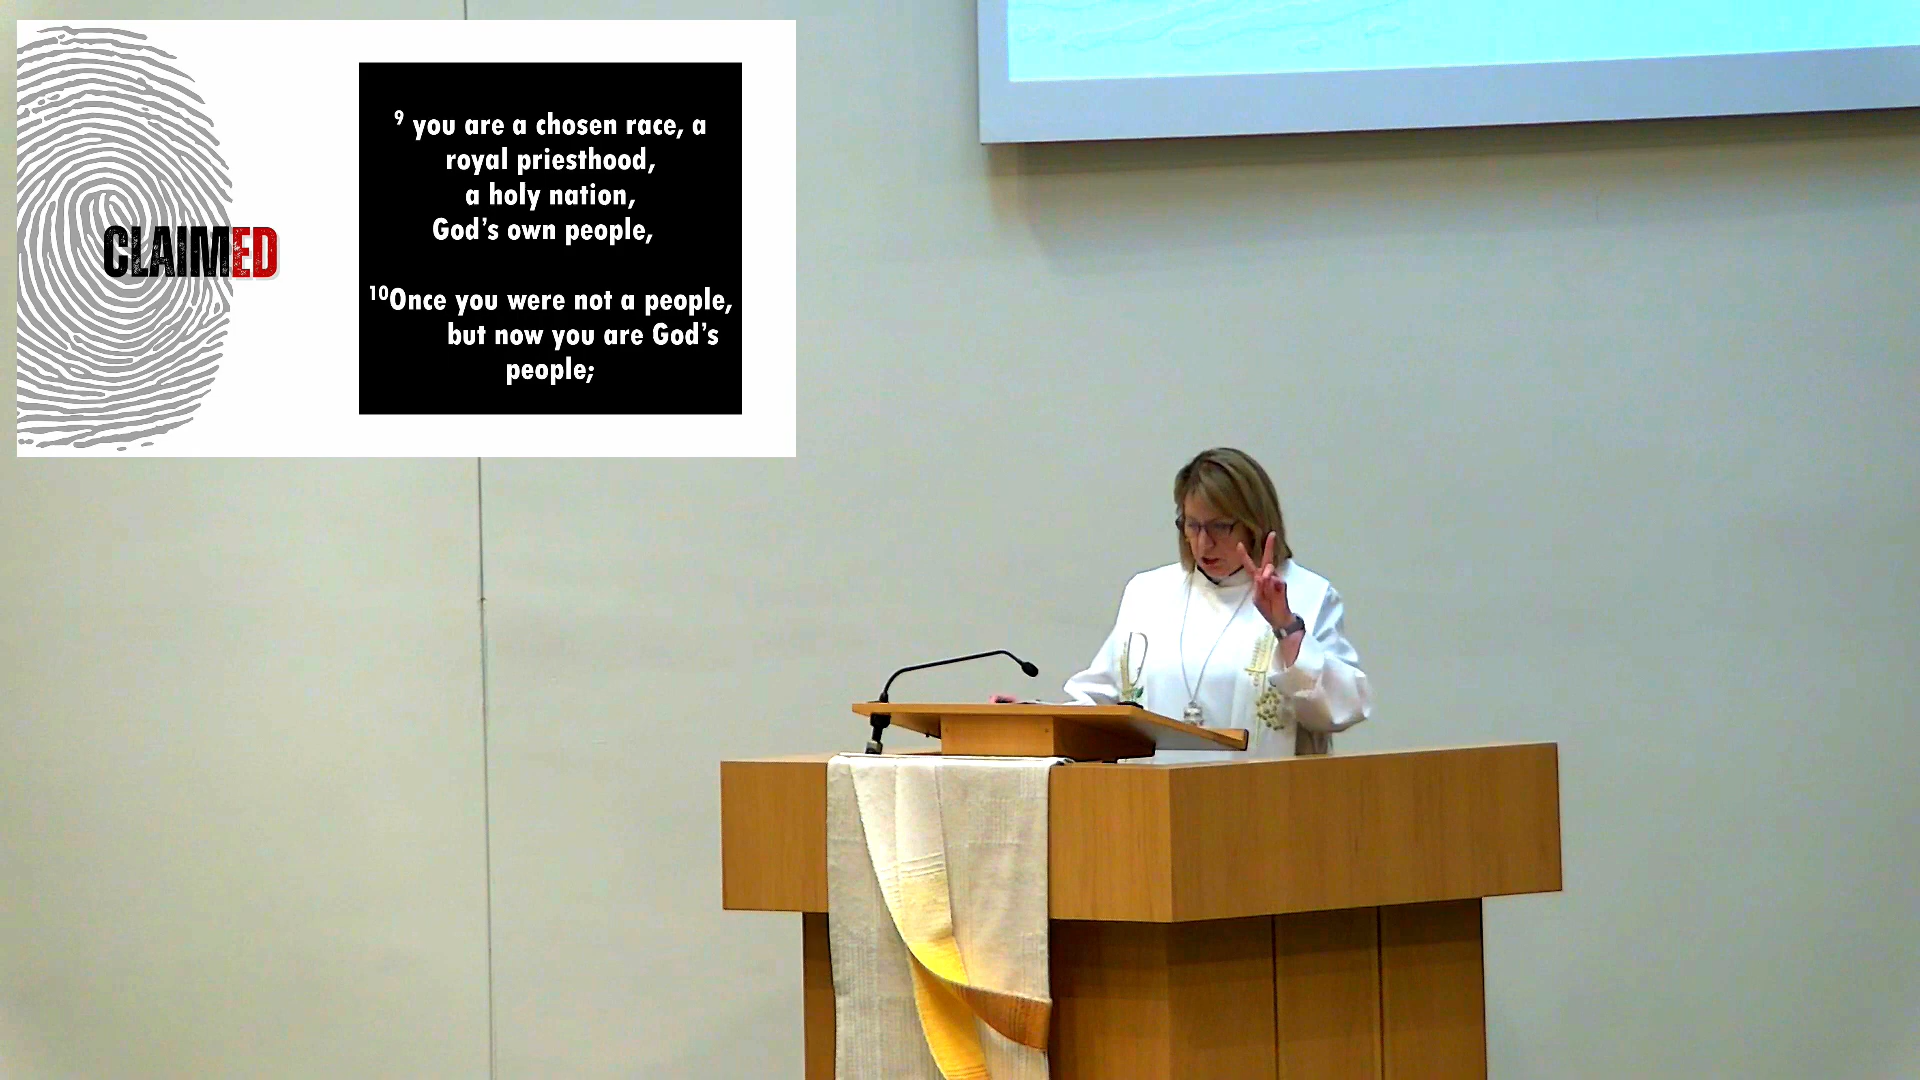 CLAIMED
⁹ you are a chosen race, a
royal priesthood,
a holy nation,
God's own people,
¹⁰Once you were not a people,
but now you are God's
people;